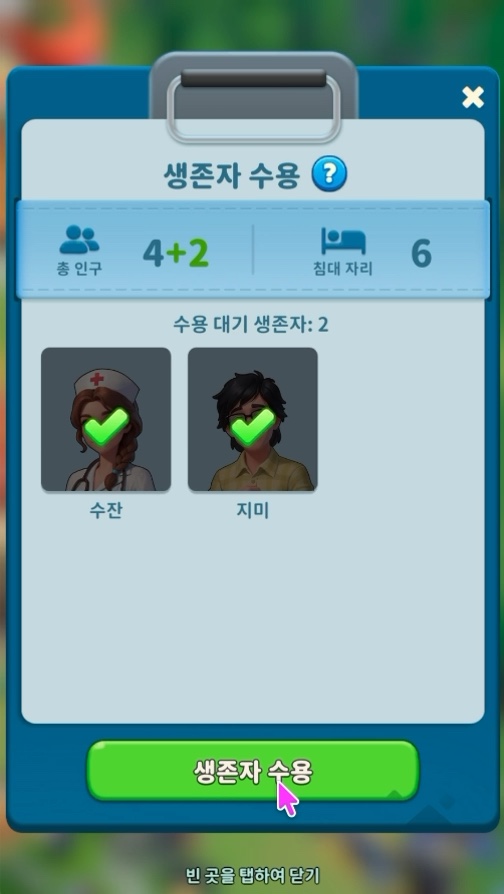 생존자 수용 ?
4+2
6
총 인구
침대 자리
수용 대기 생존자: 2
수잔
지미
생존자 수용
빈 곳을 탭하여 닫기